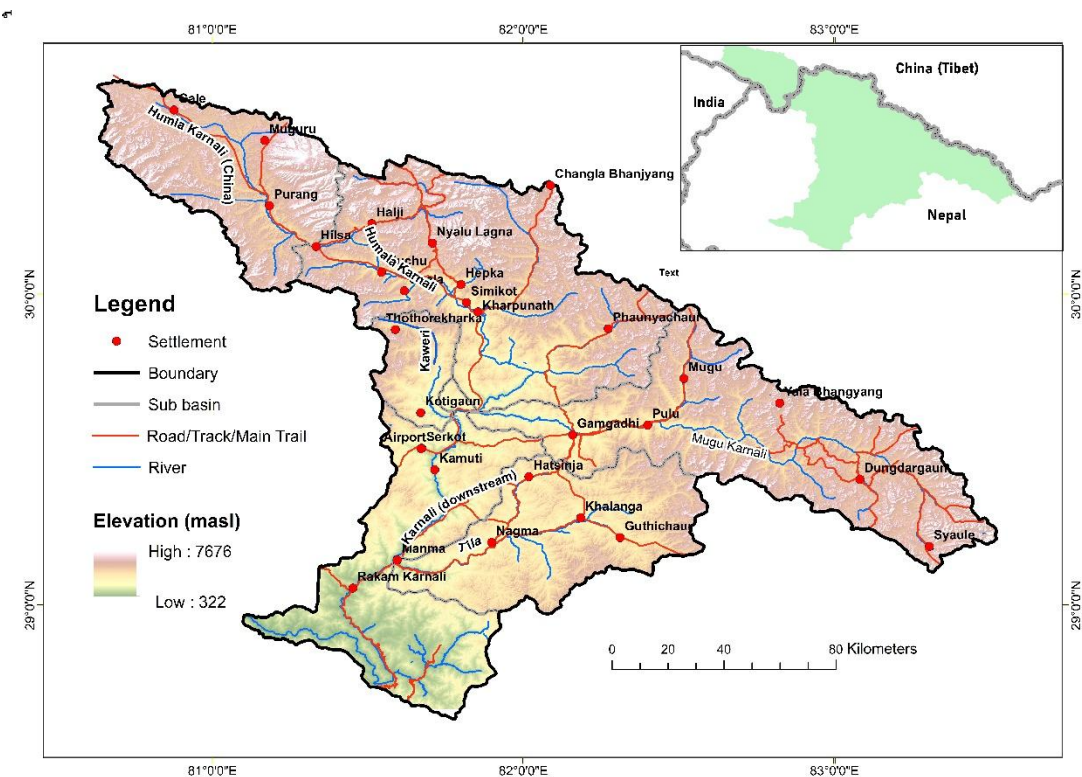 81°0'0"E
82°0'0"E
83°0'0"E
China (Tibet)
India
Nepal
Gale
Humla Karnali (China)
Muguru
Purang
Changla Bhanjyang
Halji
Hilsa
Nyalu Lagna
Humala Karnali
Hepka
Simikot
Kharpunath
Text
30°0'0"N
30°0'0"N
Thothorekharka
Phaunyachaur
Kaweri
Mugu
Yala Bhangyang
Kotigaun
Pulu
Gamgadhi
Airport
Serkot
Mugu Karnali
Kamuti
Hatsinja
Dungdargaun
Karnali (downstream)
Khalanga
Nagma
Guthichaur
Tila
Syaule
Manma
Rakam Karnali
29°0'0"N
29°0'0"N
Legend
Settlement
Boundary
Sub basin
Road/Track/Main Trail
River
Elevation (masl)
High : 7676
Low : 322
0 20 40 80 Kilometers
81°0'0"E
82°0'0"E
83°0'0"E